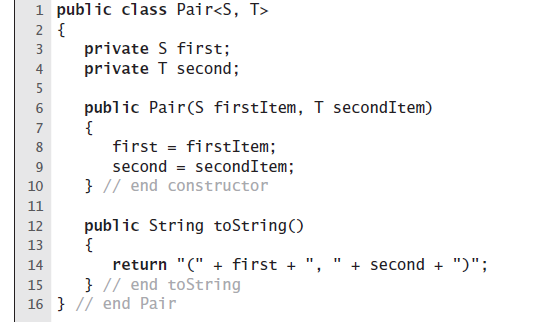 1 public class Pair<S, T>
2 {
3 private S first;
4 private T second;
5
6 public Pair(S firstItem, T secondItem)
7 {
8 first = firstItem;
9 second = secondItem;
10 } // end constructor
11
12 public String toString()
13 {
14 return "(" + first + ", " + second + ")";
15 } // end toString
16 } // end Pair